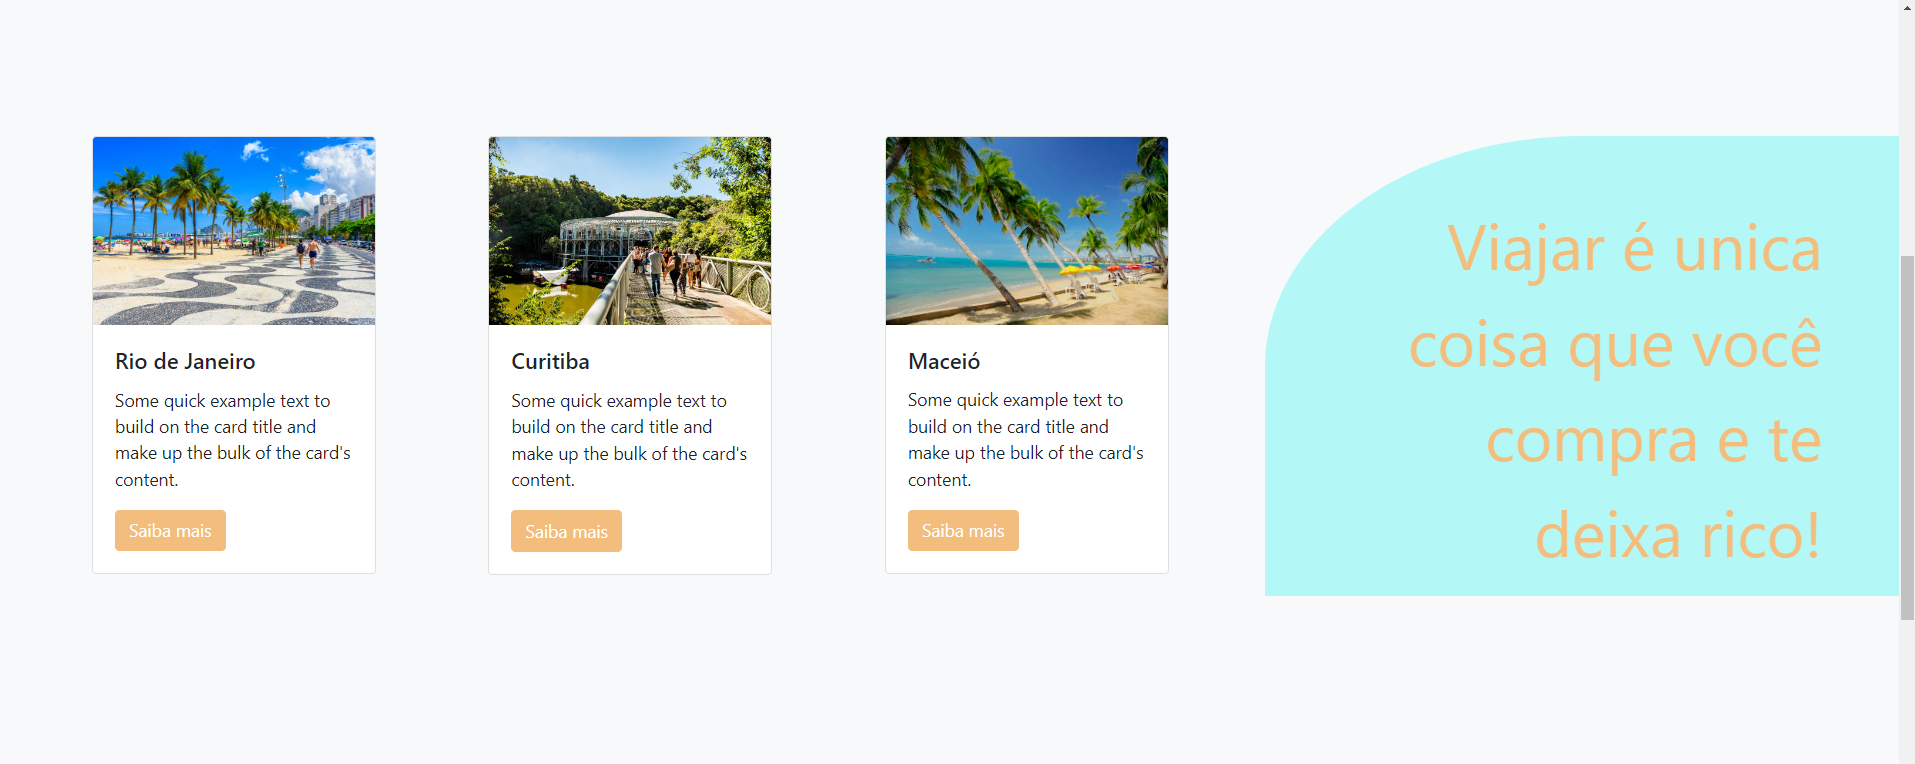 Rio de Janeiro
Some quick example text to
build on the card title and
make up the bulk of the card's
content.
Saiba mais
Curitiba
Some quick example text to
build on the card title and
make up the bulk of the card's
content.
Saiba mais
Maceió
Some quick example text to
build on the card title and
make up the bulk of the card's
content.
Saiba mais
Viajar é unica
coisa que você
compra e te
deixa rico!